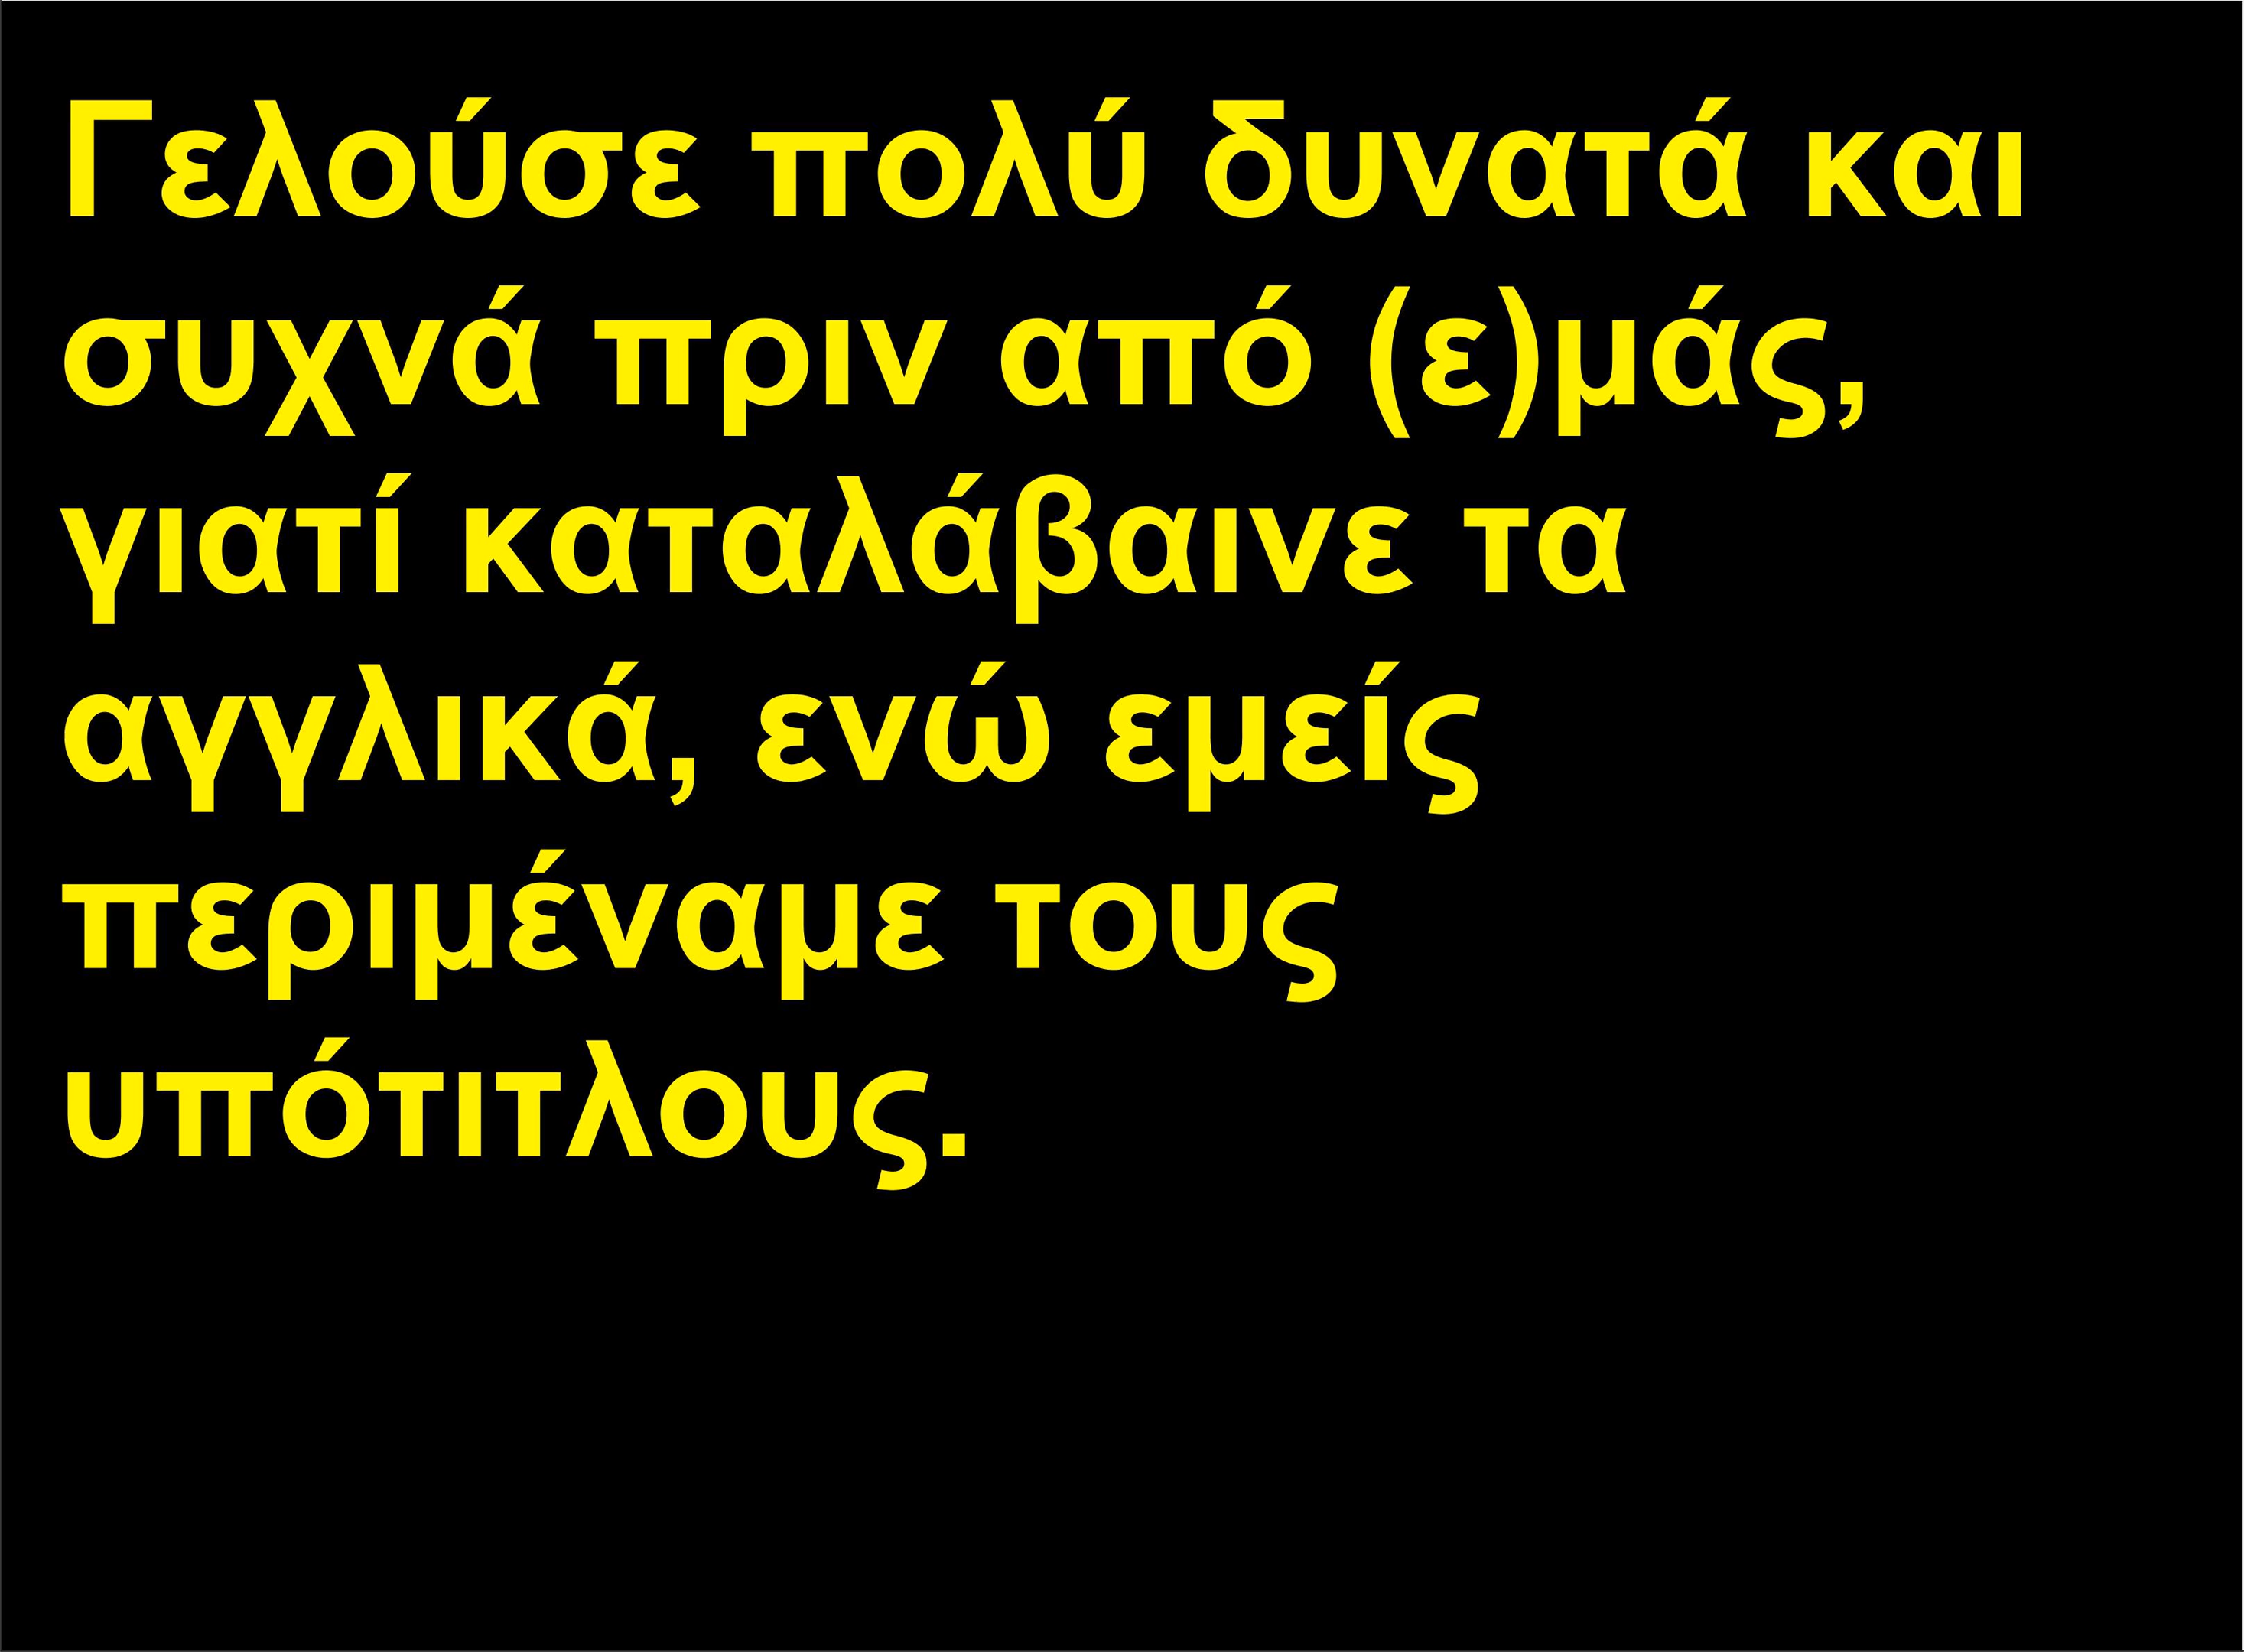 Γελούσε πολύ δυνατά και
συχνά πριν από (ε)μάς,
γιατί καταλάβαινε τα
αγγλικά, ενώ εμείς
περιμέναμε τους
υπότιτλους.